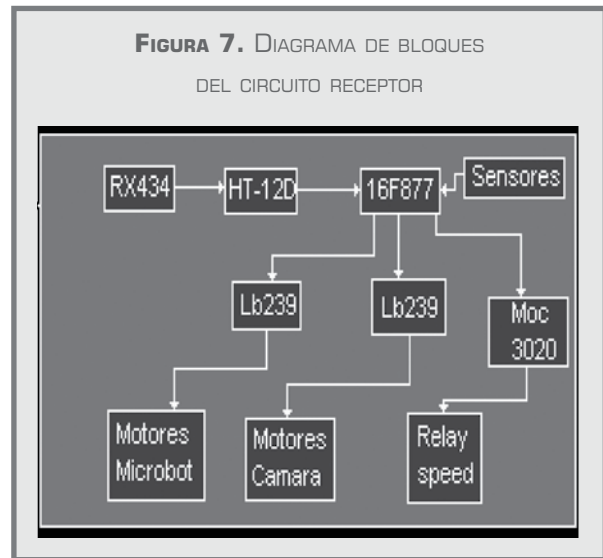 FIGURA 7. DIAGRAMA DE BLOQUES
DEL CIRCUITO RECEPTOR
RX434
HT-12D
16F877
Sensores
Lb239
Lb239
Moc
3020
Motores
Microbot
Motores
Camara
Relay
speed